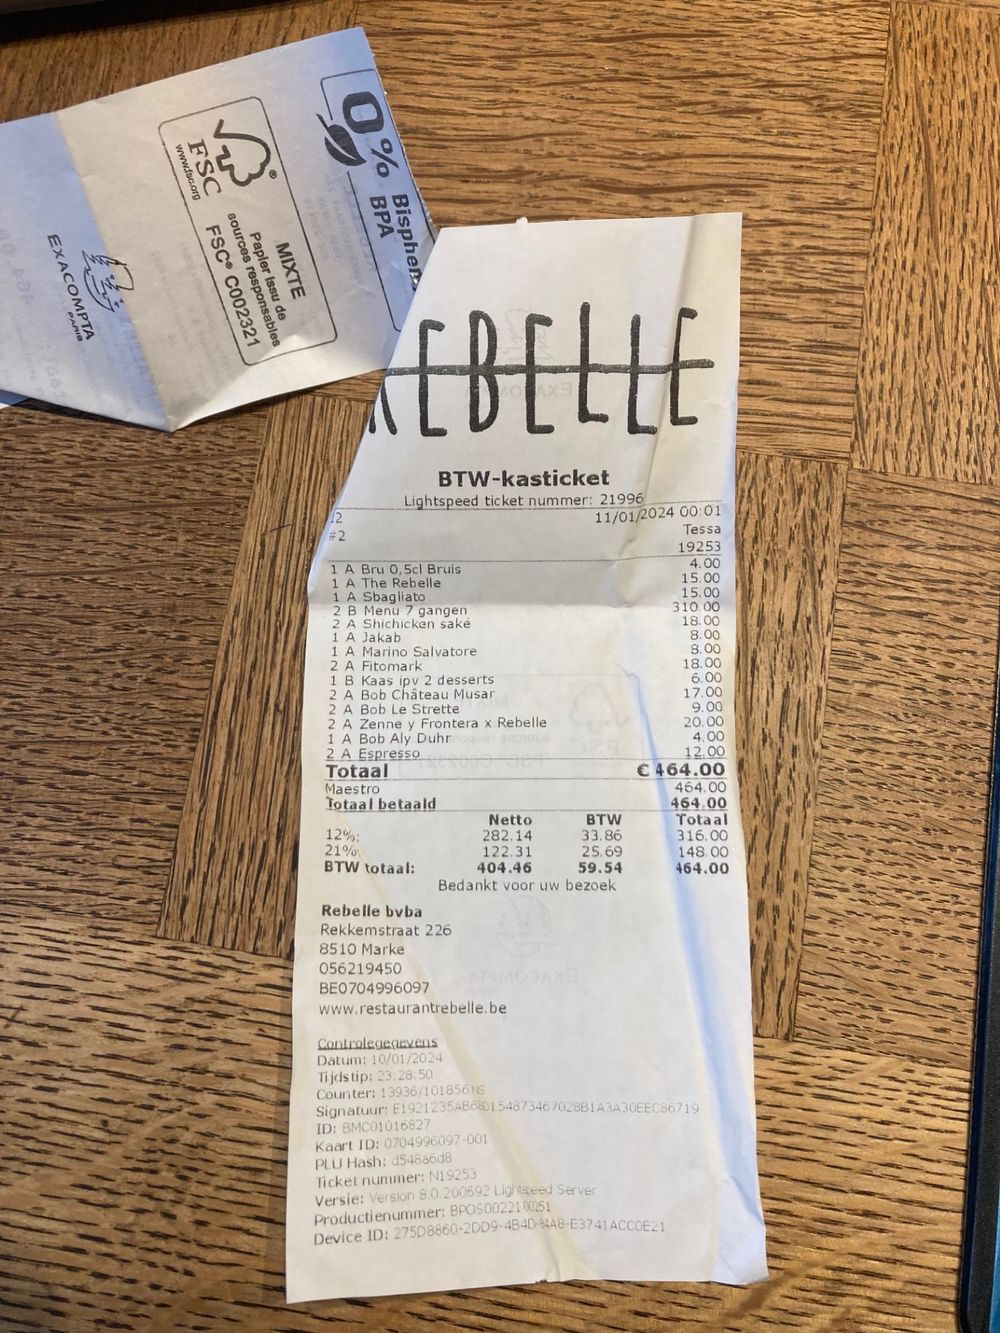 0%
Bisphen
BPA
FSC
www.fsc.org
MIXTE
Papier issu de
sources responsables
FSC® C002321
EXACOMPTA
PARIS
REBELLE
BTW-kasticket
Lightspeed ticket nummer: 21996
12 11/01/2024 00:01
#2 Tessa
19253
1 A Bru 0,5cl Bruis 4.00
1 A The Rebelle 15.00
1 A Sbagliato 15.00
2 B Menu 7 gangen 310.00
2 A Shichicken saké 18.00
1 A Jakab 8.00
1 A Marino Salvatore 8.00
2 A Fitomark 18.00
1 B Kaas ipv 2 desserts 6.00
2 A Bob Château Musar 17.00
2 A Bob Le Strette 9.00
2 A Zenne y Frontera x Rebelle 20.00
1 A Bob Aly Duhr 4.00
2 A Espresso 12.00
Totaal € 464.00
Maestro 464.00
Totaal betaald 464.00
Netto BTW Totaal
12%: 282.14 33.86 316.00
21% 122.31 25.69 148.00
BTW totaal: 404.46 59.54 464.00
Bedankt voor uw bezoek
Rebelle bvba
Rekkemstraat 226
8510 Marke
056219450
BE0704996097
www.restaurantrebelle.be
Controlegegevens
Datum: 10/01/2024
Tijdstip: 23:28:50
Counter: 13936/101856 NS
Signatuur: E1921235AB68D154873467028B1A3A30EEC86719
ID: BMC01016827
Kaart ID: 0704996097-001
PLU Hash: d548a6d8
Ticket nummer: N19253
Versie: Version 8.0.200692 Lightspeed Server
Productienummer: BPOS00221 00251
Device ID: 275D8860-2DD9-4B4D-84A8-E3741ACC0E21